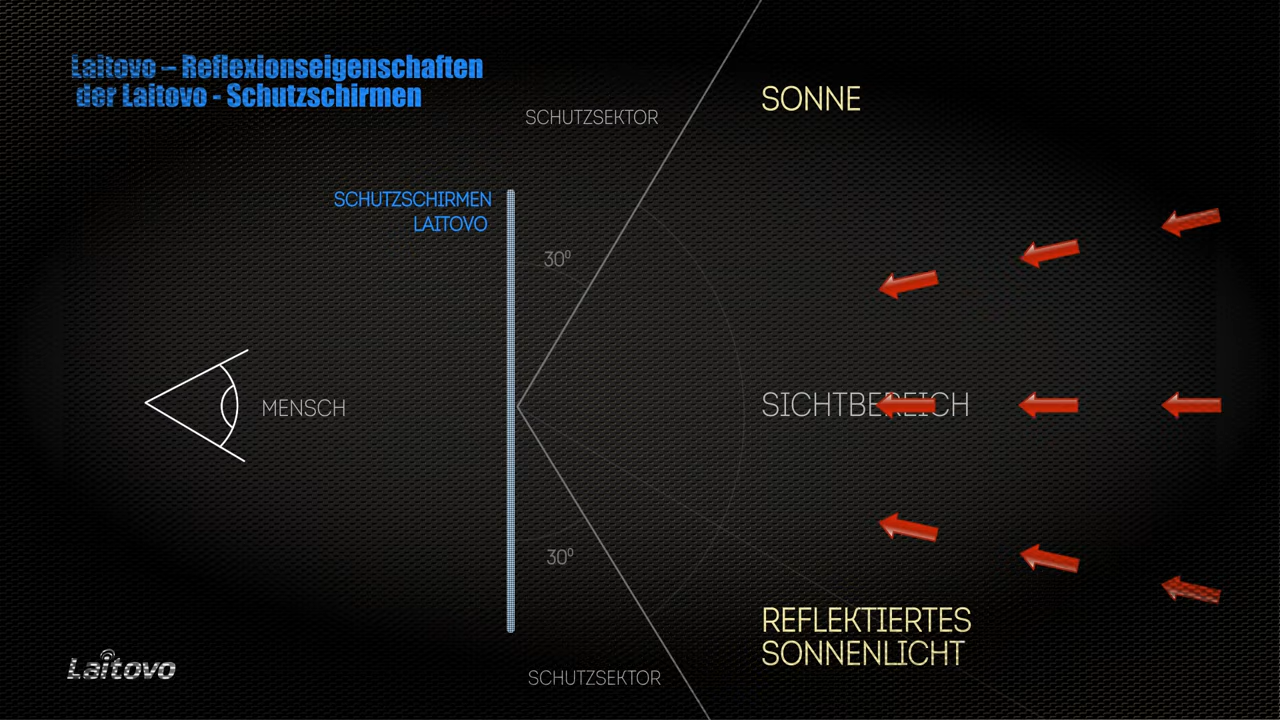 Laitovo – Reflexionseigenschaften
der Laitovo - Schutzschirmen
SCHUTZSEKTOR
SONNE
SCHUTZSCHIRMEN
LAITOVO
30⁰
MENSCH
SICHTBEREICH
30⁰
REFLEKTIERTES
SONNENLICHT
SCHUTZSEKTOR
Laitovo